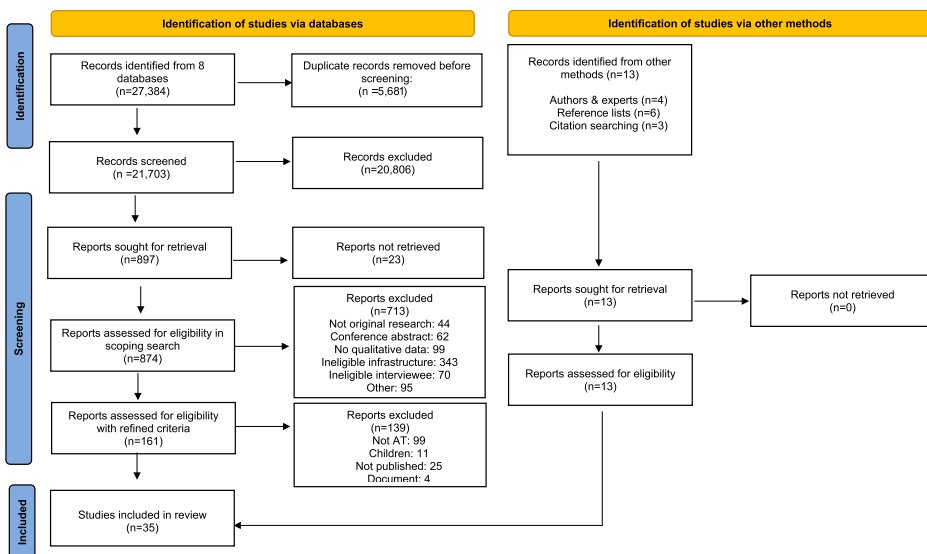 Identification of studies via databases
Identification of studies via other methods
Identification
Records identified from 8
databases
(n=27,384)
Duplicate records removed before
screening:
(n =5,681)
Records identified from other
methods (n=13)
Authors & experts (n=4)
Reference lists (n=6)
Citation searching (n=3)
Records screened
(n =21,703)
Records excluded
(n=20,806)
Screening
Reports sought for retrieval
(n=897)
Reports not retrieved
(n=23)
Reports sought for retrieval
(n=13)
Reports not retrieved
(n=0)
Reports assessed for eligibility in
scoping search
(n=874)
Reports excluded
(n=713)
Not original research: 44
Conference abstract: 62
No qualitative data: 99
Ineligible infrastructure: 343
Ineligible interviewee: 70
Other: 95
Reports assessed for eligibility
(n=13)
Reports assessed for eligibility
with refined criteria
(n=161)
Reports excluded
(n=139)
Not AT: 99
Children: 11
Not published: 25
Document: 4
Included
Studies included in review
(n=35)